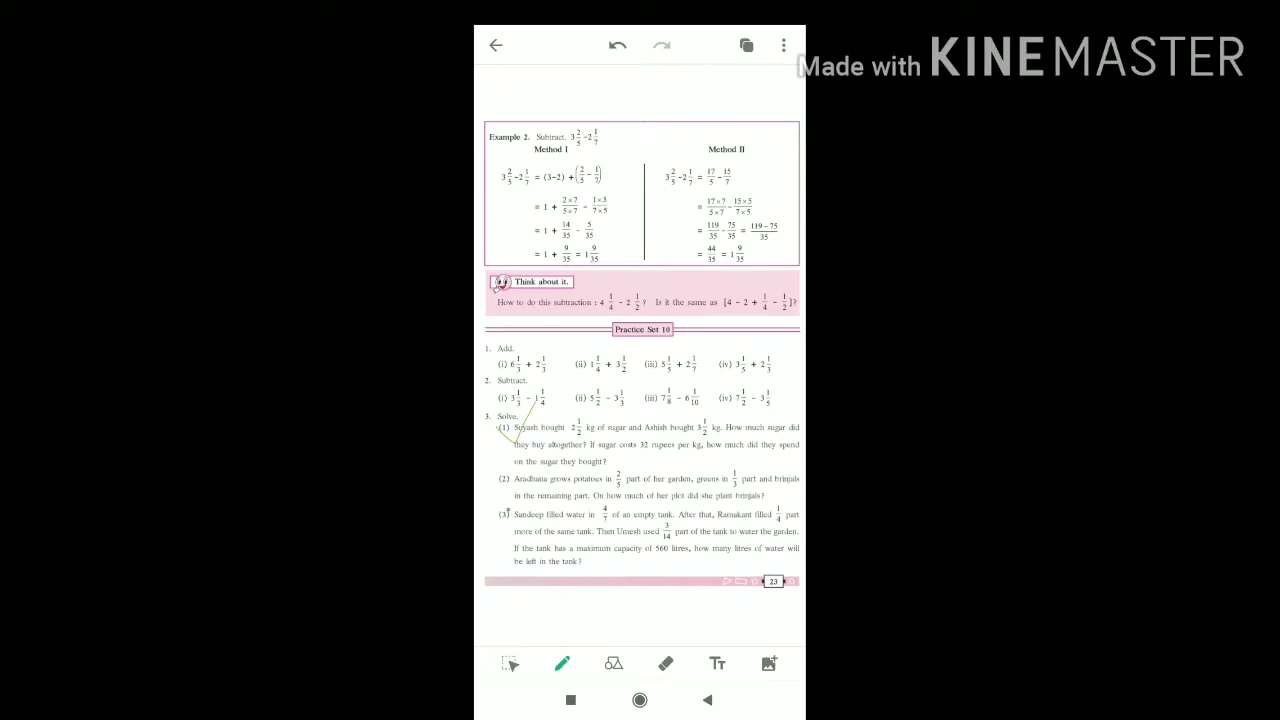 Made with KINEMASTER
Example 2. Subtract. 3 2/5 - 2 1/7
Method I Method II
3 2/5 - 2 1/7 = (3-2) + (2/5 - 1/7) 3 2/5 - 2 1/7 = 17/5 - 15/7
= 1 + 2×7/5×7 - 1×5/7×5 = 17×7/5×7 - 15×5/7×5
= 1 + 14/35 - 5/35 = 119/35 - 75/35 = 119-75/35
= 1 + 9/35 = 1 9/35 = 44/35 = 1 9/35
Think about it.
How to do this subtraction : 4 1/4 - 2 1/2 ? Is it the same as [4 - 2 + 1/4 - 1/2]?
Practice Set 10
1. Add.
(i) 6 1/3 + 2 1/3 (ii) 1 1/4 + 3 1/2 (iii) 5 1/5 + 2 1/7 (iv) 3 1/5 + 2 1/3
2. Subtract.
(i) 3 1/3 - 1 1/4 (ii) 5 1/2 - 3 1/3 (iii) 7 1/8 - 6 1/10 (iv) 7 1/2 - 3 1/5
3. Solve.
(1) Suyash bought 2 1/2 kg of sugar and Ashish bought 3 1/2 kg. How much sugar did
they buy altogether? If sugar costs 32 rupees per kg, how much did they spend
on the sugar they bought?
(2) Aradhana grows potatoes in 2/5 part of her garden, greens in 1/3 part and brinjals
in the remaining part. On how much of her plot did she plant brinjals?
(3)* Sandeep filled water in 4/7 of an empty tank. After that, Ramakant filled 1/4 part
more of the same tank. Then Umesh used 3/14 part of the tank to water the garden.
If the tank has a maximum capacity of 560 litres, how many litres of water will
be left in the tank?
23
Tт